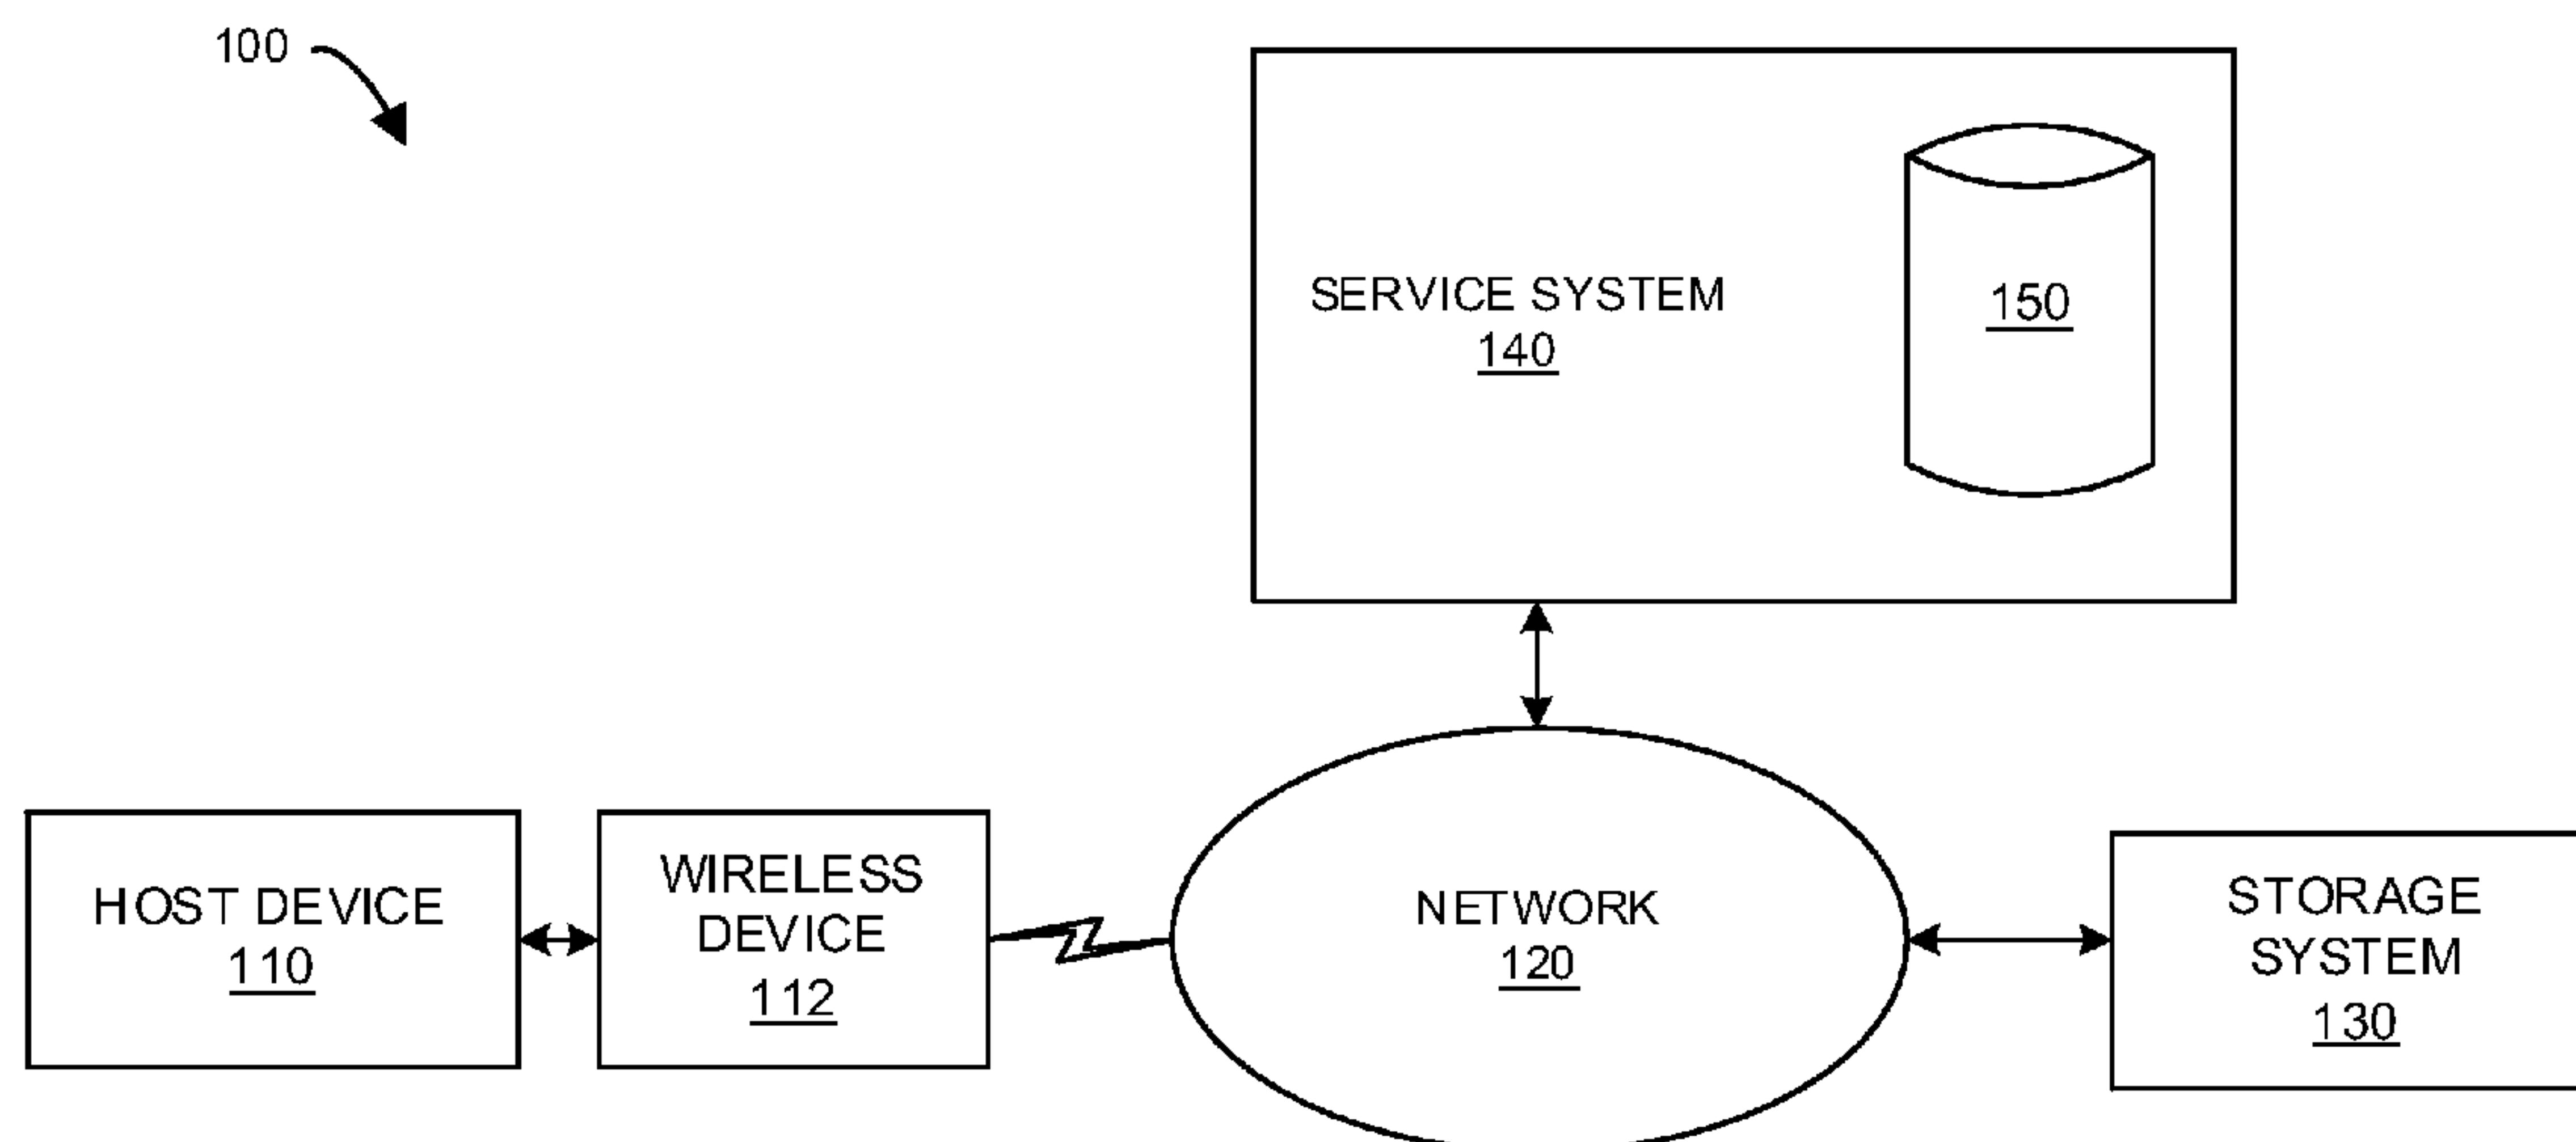 100
SERVICE SYSTEM
140
150
HOST DEVICE
110
WIRELESS
DEVICE
112
NETWORK
120
STORAGE
SYSTEM
130